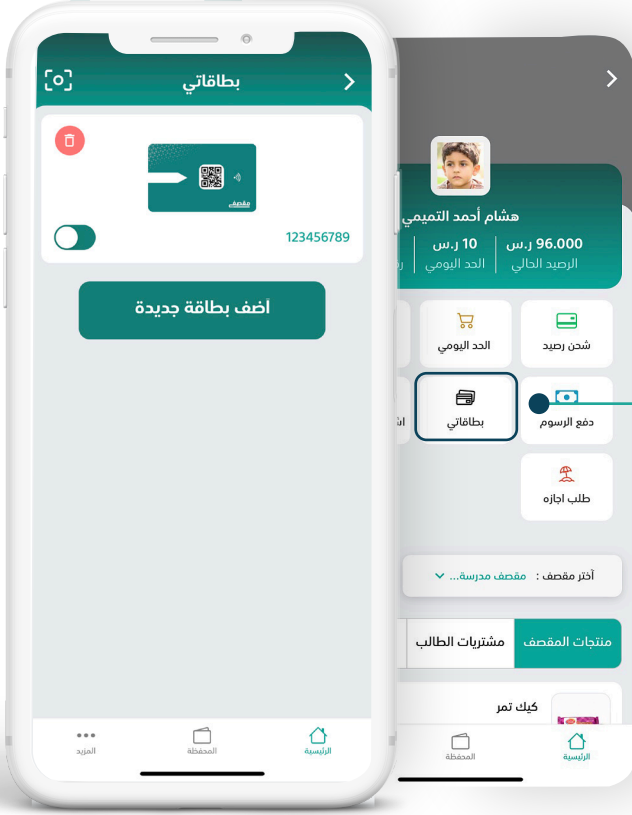 بطاقاتي
مقصفي
123456789
أضف بطاقة جديدة
الرئيسية
المحفظة
المزيد
هشام أحمد التميمي
96.000 ر.س
10 ر.س
الرصيد الحالي
الحد اليومي
شحن رصيد
الحد اليومي
دفع الرسوم
بطاقاتي
طلب اجازه
أختر مقصف : مقصف مدرسة...
منتجات المقصف
مشتريات الطالب
كيك تمر
الرئيسية
المحفظة